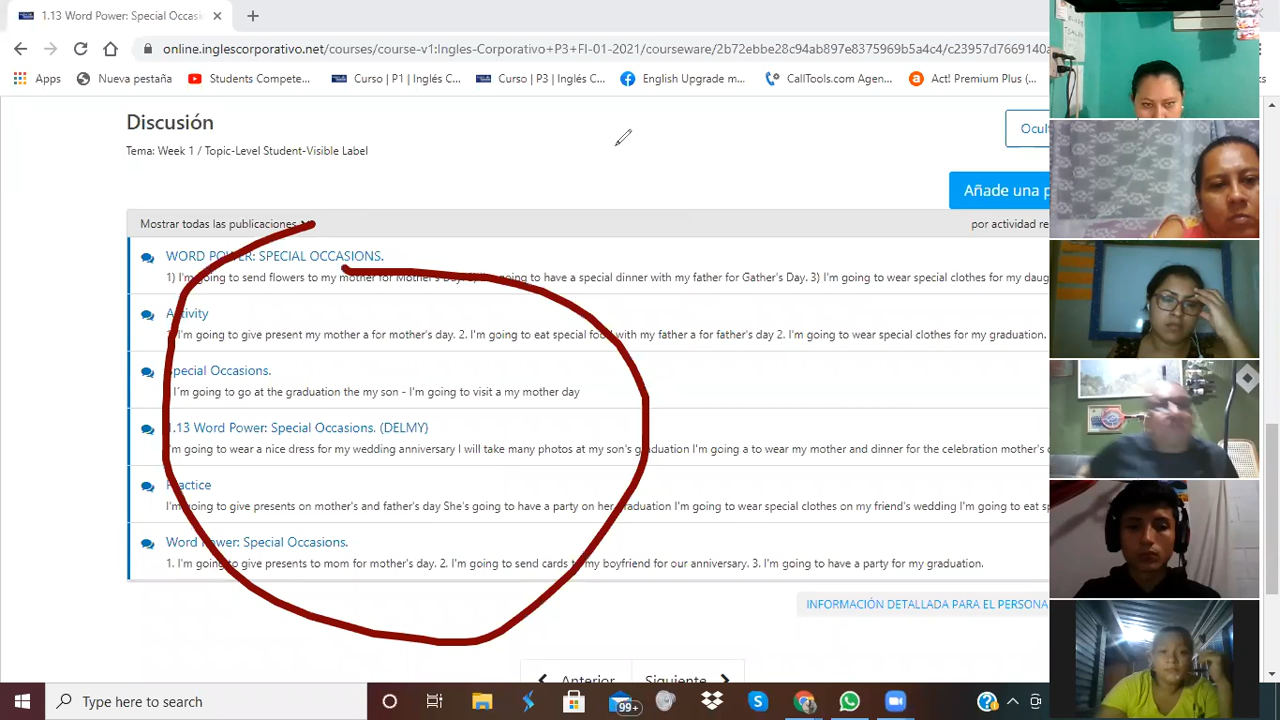 1.13 Word Power: Special Occas
online.inglescorporativo.net/courses/course-v1:Ingles-Corporativo+P3+FI-01-2021/courseware/
Apps Nueva pestaña Students Compete... Curso | P1 | Inglés C... Curso | P3 | Inglés C... English Upgrade - m... CallTools.com Agen... Act! Premium Plus (...
Discusión
Ocul
Tema: Week 1 / Topic-Level Student-Visible Label
Añade una p
Mostrar todas las publicaciones por actividad re
WORD POWER: SPECIAL OCCASIONS.
1) I'm going to send flowers to my going to have a special dinner with my father for Gather's Day. 3) I'm going to wear special clothes for my daug
Activity
I'm going to give present my mother a for mother's day. 2. I'm going to eat special food with my father a for father's day 2. I'm going to wear special clothes for my graduation.
Special Occasions.
I'm going to go at the graduation the my son - I'm going to visit a my mother day
1.13 Word Power: Special Occasions. (DELMY)
I'm going to wear a nice dress for my wedding anniversary I will take many photos at my son's graduation I'm going a to wear my mother and dinner for the celebration mother's
Practice
I'm going to give presents on mother's and father's day She's going to have a party on her graduation I'm going to wear special clothes on my friend's wedding I'm going to eat sp
Word Power: Special Occasions.
1. I'm going to give presents to mom for mother's day. 2. I'm going to send cards to my boyfriend for our anniversary. 3. I'm going to have a party for my graduation.
INFORMACIÓN DETALLADA PARA EL PERSONA
Anterior Siguiente
Type here to search
99+